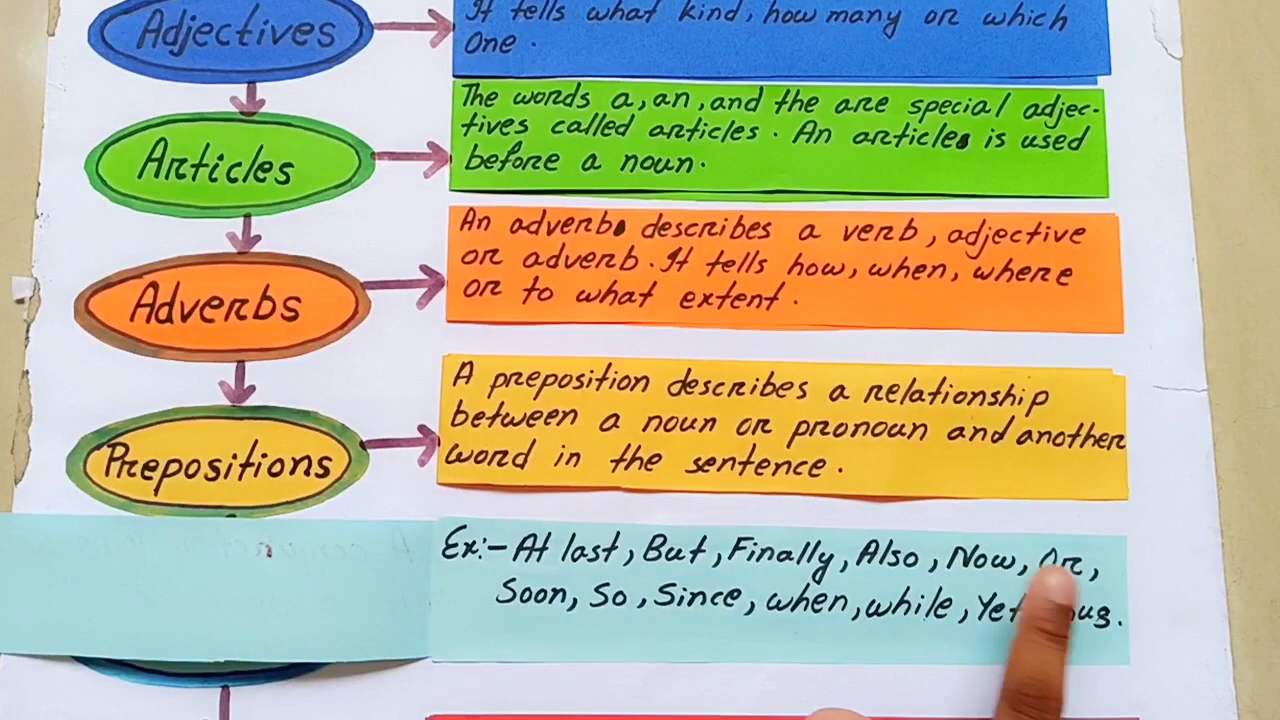 Adjectives
It tells what kind, how many or which
One.
Articles
The words a, an, and the are special adjec-
tives called articles. An article is used
before a noun.
Adverbs
An adverb describes a verb, adjective
or adverb. It tells how, when, where
or to what extent.
Prepositions
A preposition describes a relationship
between a noun or pronoun and another
word in the sentence.
Ex:- At last, But, Finally, Also, Now, Or,
Soon, So, Since, when, while, Yet